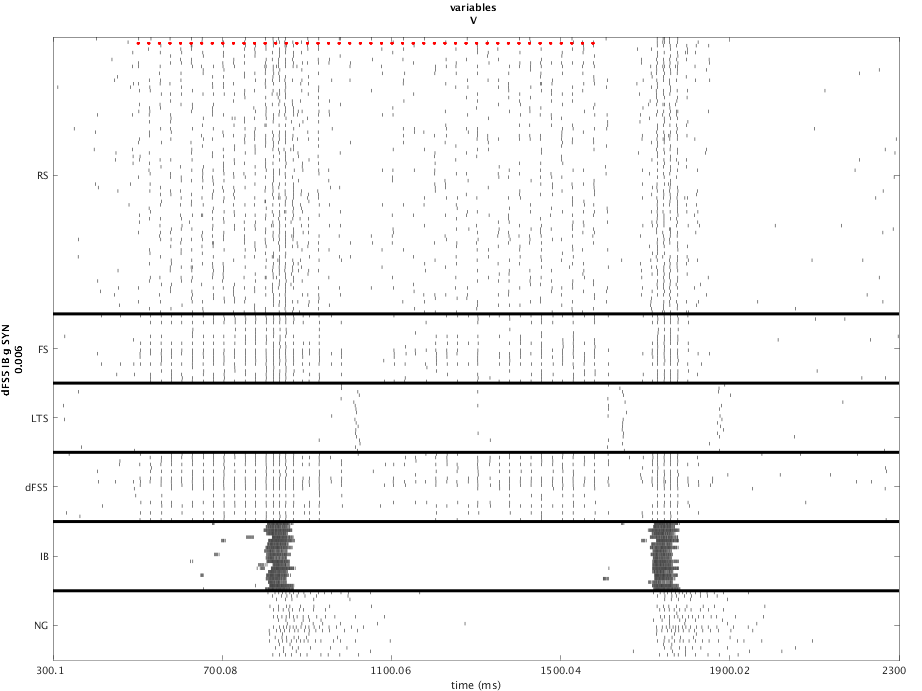 variables
V
RS
FS
LTS
dFS5
IB
NG
dFS5 IB g SYN
0.006
300.1 700.08 1100.06 1500.04 1900.02 2300
time (ms)